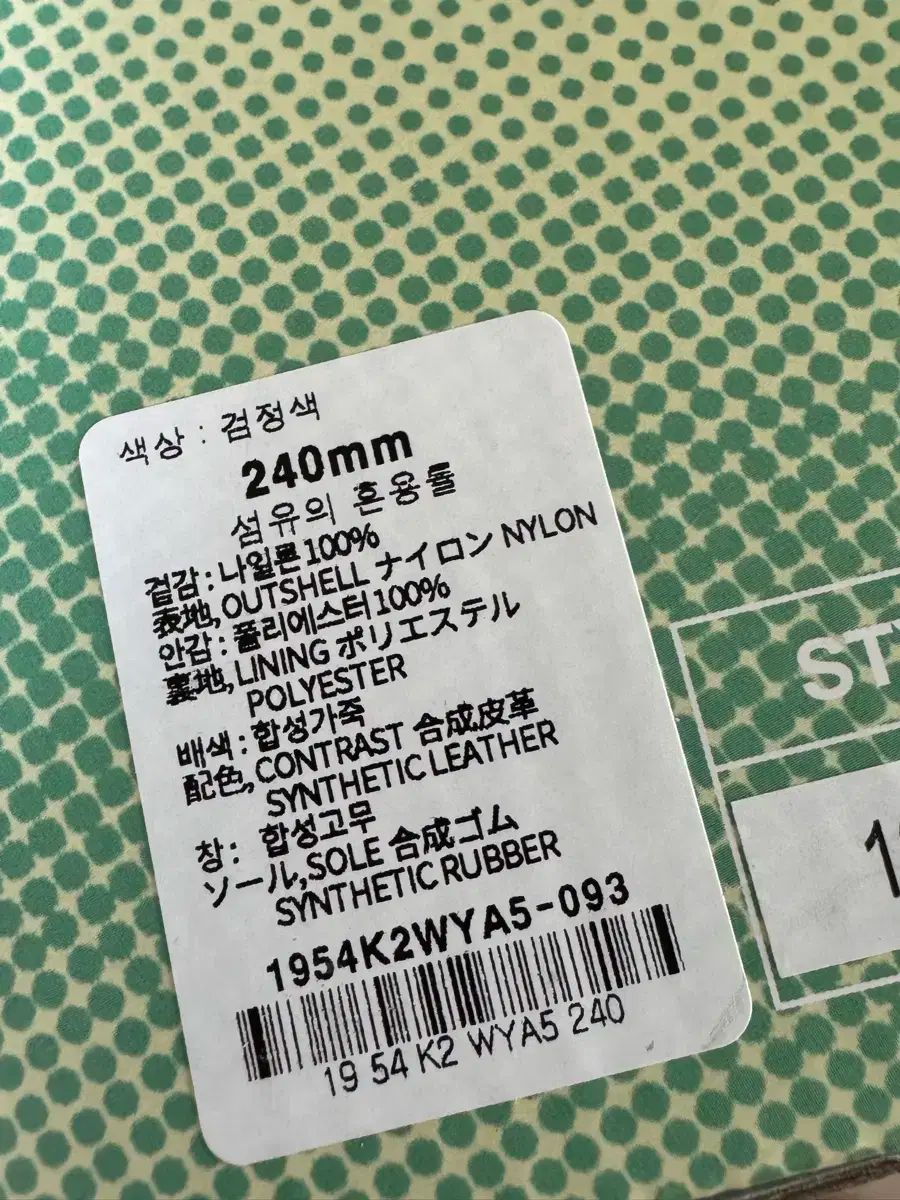 색상 : 검정색
240mm
섬유의 혼용률
겉감 : 나일론 100%
表地, OUTSHELL ナイロン NYLON
안감 : 폴리에스터 100%
裏地, LINING ポリエステル
POLYESTER
배색 : 합성가죽
配色, CONTRAST 合成皮革
SYNTHETIC LEATHER
창 : 합성고무
ソール, SOLE 合成ゴム
SYNTHETIC RUBBER
1954K2WYA5-093
19 54 K2 WYA5 240